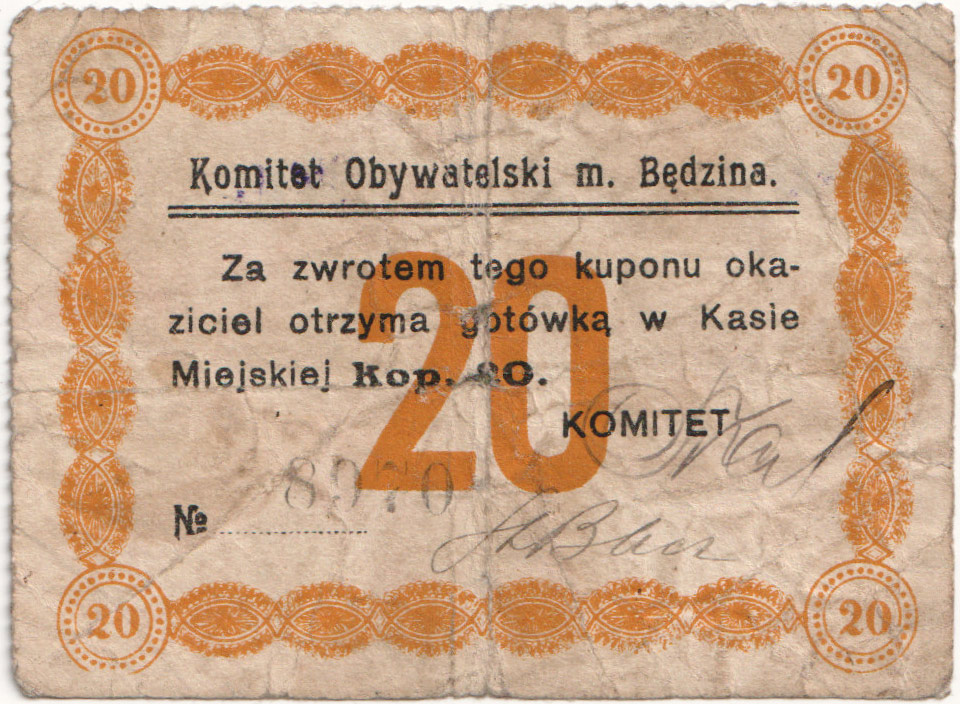 20 20
Komitet Obywatelski m. Będzina.
Za zwrotem tego kuponu oka-
ziciel otrzyma gotówką w Kasie
Miejskiej Kop. 20.
20
KOMITET
8970
№
20 20